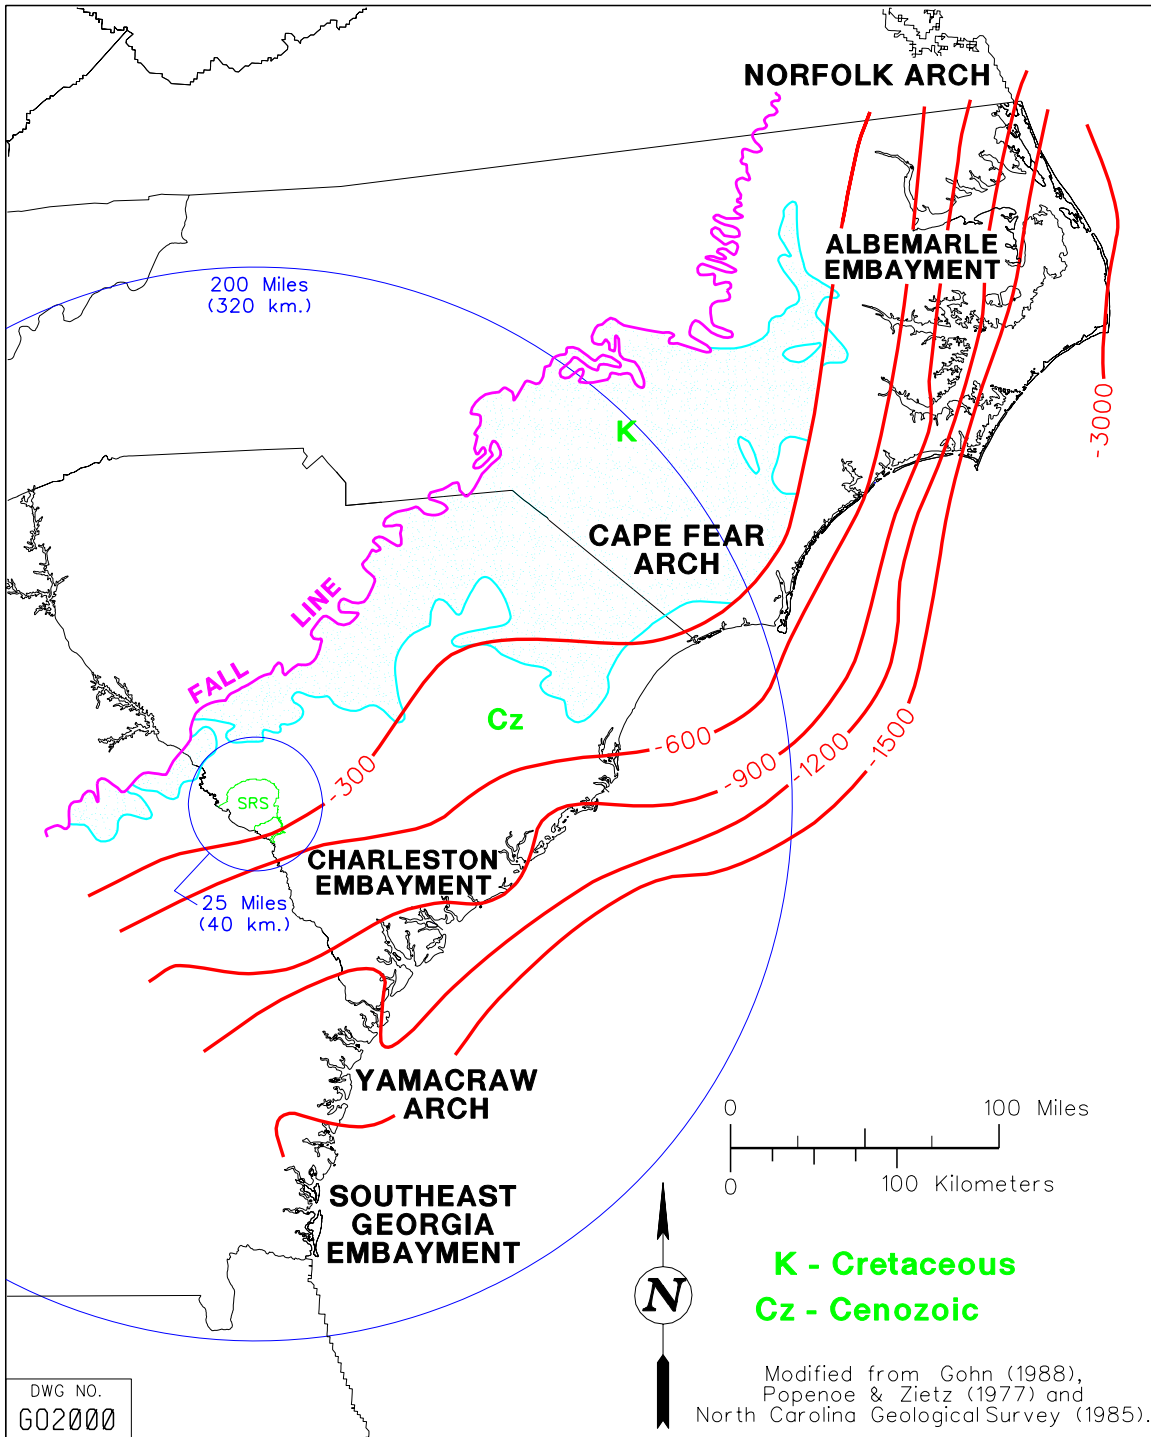 NORFOLK ARCH
ALBEMARLE
EMBAYMENT
200 Miles
(320 km.)
-3000
K
CAPE FEAR
ARCH
FALL LINE
Cz
-300
-600
-900
-1200
-1500
SRS
CHARLESTON
EMBAYMENT
25 Miles
(40 km.)
YAMACRAW
ARCH
0 100 Miles
0 100 Kilometers
SOUTHEAST
GEORGIA
EMBAYMENT
N
K - Cretaceous
Cz - Cenozoic
Modified from Gohn (1988),
Popenoe & Zietz (1977) and
North Carolina Geological Survey (1985).
DWG NO.
GO2000